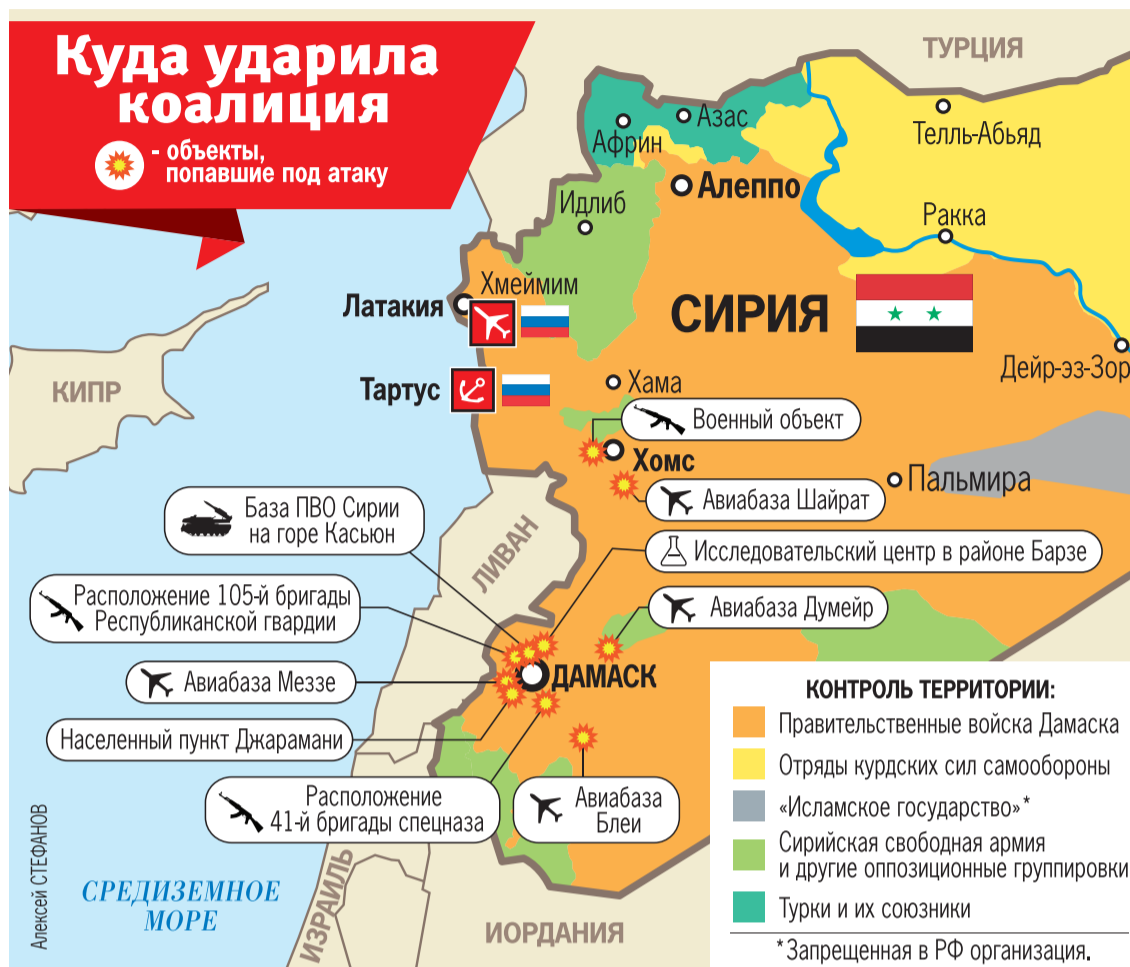 Куда ударила
коалиция
- объекты,
попавшие под атаку
ТУРЦИЯ
Азас
Африн
Телль-Абьяд
Алеппо
Идлиб
Ракка
Хмеймим
Латакия
СИРИЯ
Дейр-эз-Зор
КИПР
Тартус
Хама
Военный объект
Хомс
Пальмира
Авиабаза Шайрат
База ПВО Сирии
на горе Касьюн
ЛИВАН
Исследовательский центр в районе Барзе
Расположение 105-й бригады
Республиканской гвардии
Авиабаза Думейр
Авиабаза Меззе
ДАМАСК
Населенный пункт Джарамани
Расположение
41-й бригады спецназа
Авиабаза
Блеи
КОНТРОЛЬ ТЕРРИТОРИИ:
Правительственные войска Дамаска
Отряды курдских сил самообороны
«Исламское государство»*
Сирийская свободная армия
и другие оппозиционные группировки
Турки и их союзники
*Запрещенная в РФ организация.
СРЕДИЗЕМНОЕ
МОРЕ
ИЗРАИЛЬ
ИОРДАНИЯ
Алексей СТЕФАНОВ